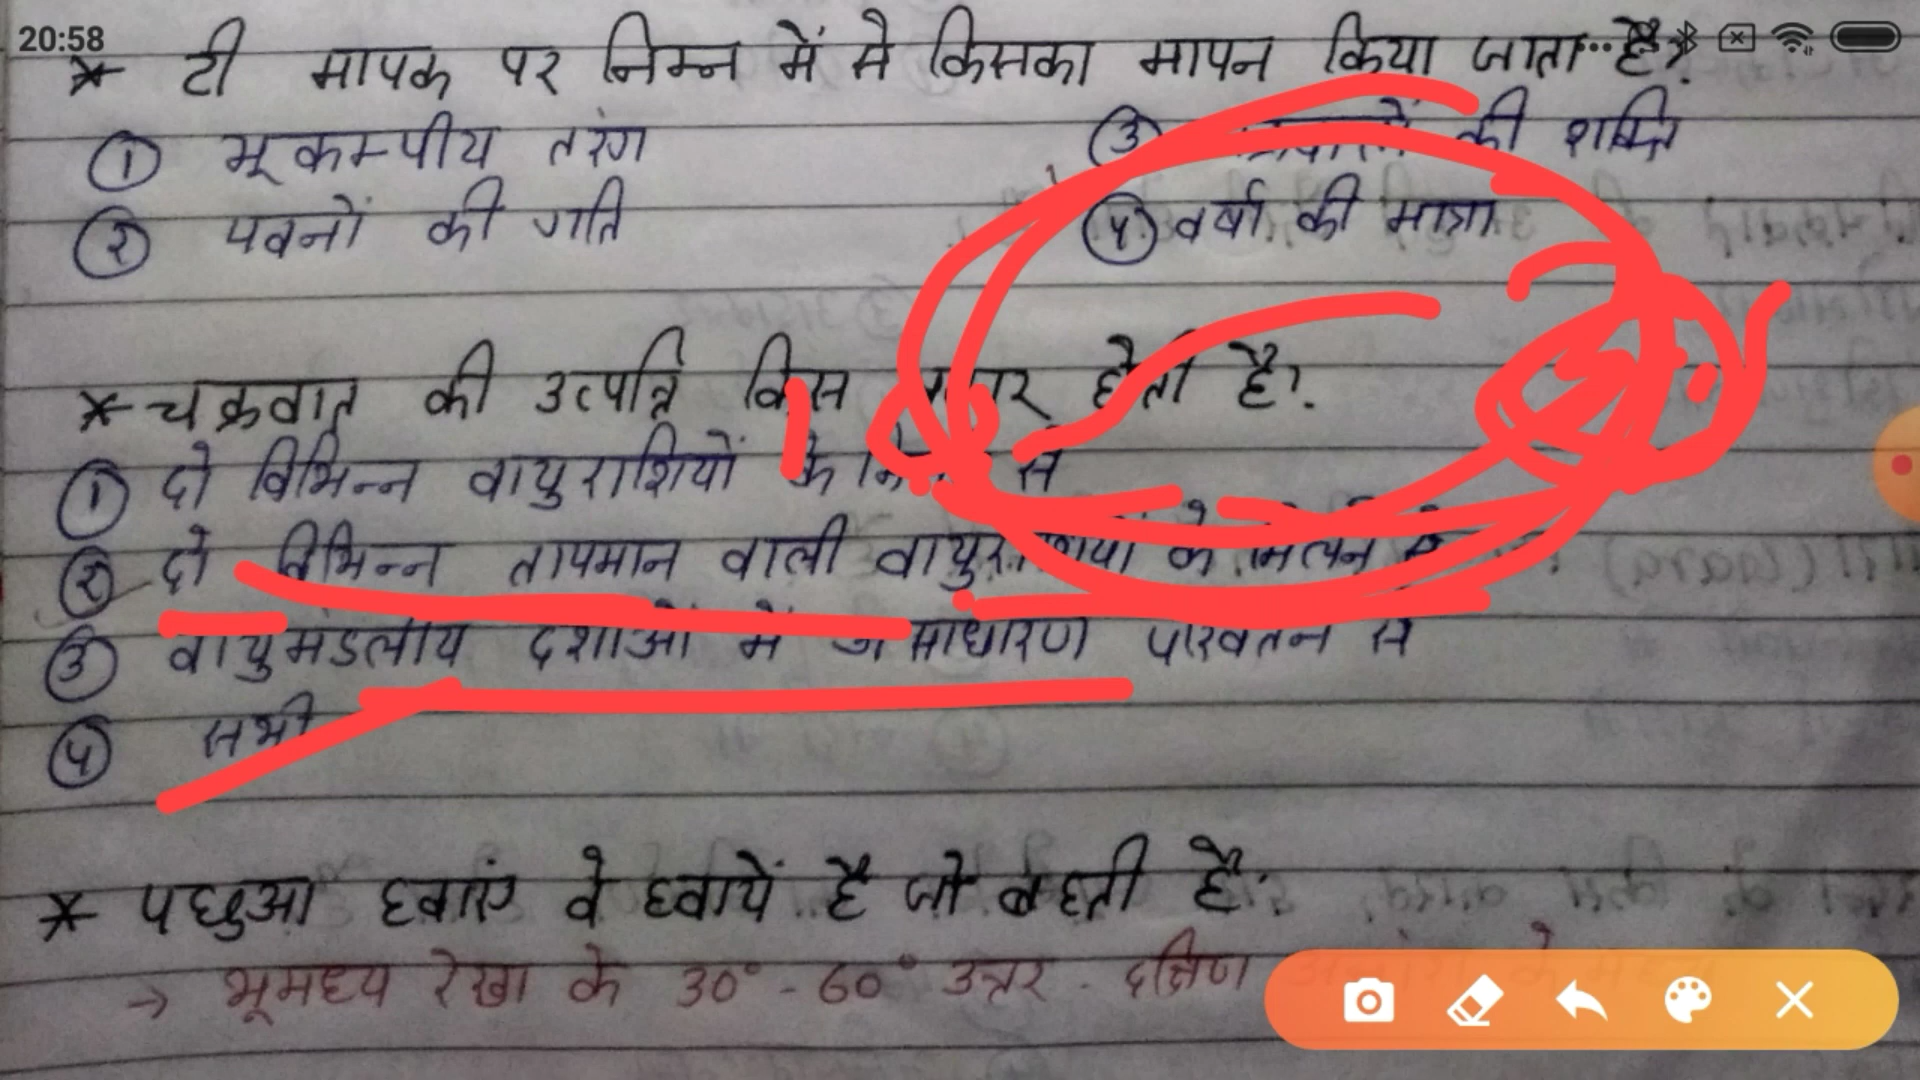 20:58
* टी मापक पर निम्न में से किसका मापन किया जाता है?
① भूकम्पीय तरंग ③ की शक्ति
② पवनों की गति ④ वर्षा की मात्रा
* चक्रवात की उत्पत्ति किस प्रकार होती है?
① दो विभिन्न वायुराशियों के से
② दो विभिन्न तापमान वाली वायुराशियों के मिलने से
③ वायुमंडलीय दशाओं में असाधारण परिवर्तन से
④ सभी
* पछुआ हवाएं वे हवायें है जो बहती है:
→ भूमध्य रेखा के 30° - 60° उत्तर - दक्षिण